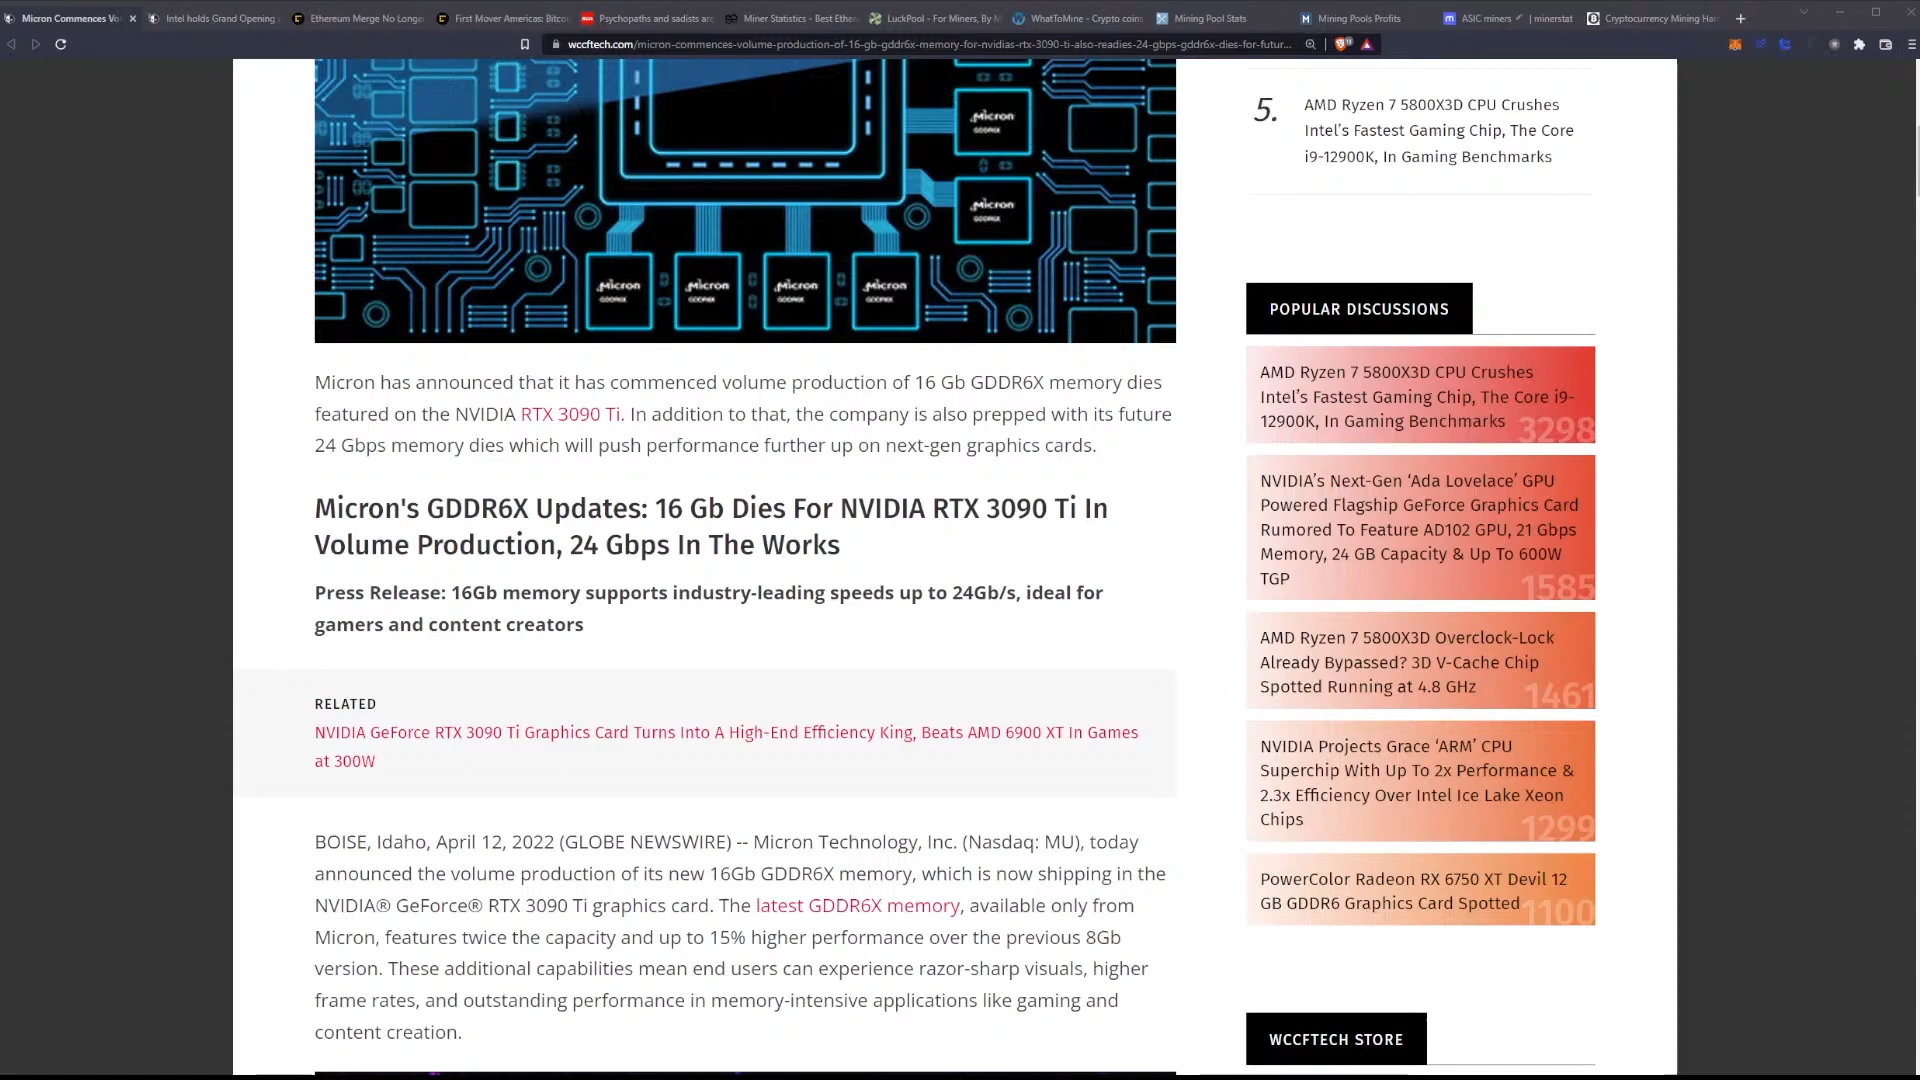 Micron Commences Vo
Intel holds Grand Opening
Ethereum Merge No Longe
First Mover Americas: Bitco
Psychopaths and sadists ar
Miner Statistics - Best Ether
LuckPool - For Miners, By M
WhatToMine - Crypto coins
Mining Pool Stats
Mining Pools Profits
ASIC miners | minerstat
Cryptocurrency Mining Har
wccftech.com/micron-commences-volume-production-of-16-gb-gddr6x-memory-for-nvidias-rtx-3090-ti-also-readies-24-gbps-gddr6x-dies-for-futur...
Micron
GDDR6X
Micron
GDDR6X
Micron
GDDR6X
Micron
GDDR6X
Micron
GDDR6X
Micron
GDDR6X
Micron has announced that it has commenced volume production of 16 Gb GDDR6X memory dies
featured on the NVIDIA RTX 3090 Ti. In addition to that, the company is also prepped with its future
24 Gbps memory dies which will push performance further up on next-gen graphics cards.
Micron's GDDR6X Updates: 16 Gb Dies For NVIDIA RTX 3090 Ti In
Volume Production, 24 Gbps In The Works
Press Release: 16Gb memory supports industry-leading speeds up to 24Gb/s, ideal for
gamers and content creators
RELATED
NVIDIA GeForce RTX 3090 Ti Graphics Card Turns Into A High-End Efficiency King, Beats AMD 6900 XT In Games
at 300W
BOISE, Idaho, April 12, 2022 (GLOBE NEWSWIRE) -- Micron Technology, Inc. (Nasdaq: MU), today
announced the volume production of its new 16Gb GDDR6X memory, which is now shipping in the
NVIDIA® GeForce® RTX 3090 Ti graphics card. The latest GDDR6X memory, available only from
Micron, features twice the capacity and up to 15% higher performance over the previous 8Gb
version. These additional capabilities mean end users can experience razor-sharp visuals, higher
frame rates, and outstanding performance in memory-intensive applications like gaming and
content creation.
5.
AMD Ryzen 7 5800X3D CPU Crushes
Intel's Fastest Gaming Chip, The Core
i9-12900K, In Gaming Benchmarks
POPULAR DISCUSSIONS
AMD Ryzen 7 5800X3D CPU Crushes
Intel's Fastest Gaming Chip, The Core i9-
12900K, In Gaming Benchmarks
3298
NVIDIA's Next-Gen 'Ada Lovelace' GPU
Powered Flagship GeForce Graphics Card
Rumored To Feature AD102 GPU, 21 Gbps
Memory, 24 GB Capacity & Up To 600W
TGP
1585
AMD Ryzen 7 5800X3D Overclock-Lock
Already Bypassed? 3D V-Cache Chip
Spotted Running at 4.8 GHz
1461
NVIDIA Projects Grace 'ARM' CPU
Superchip With Up To 2x Performance &
2.3x Efficiency Over Intel Ice Lake Xeon
Chips
1299
PowerColor Radeon RX 6750 XT Devil 12
GB GDDR6 Graphics Card Spotted
1100
WCCFTECH STORE